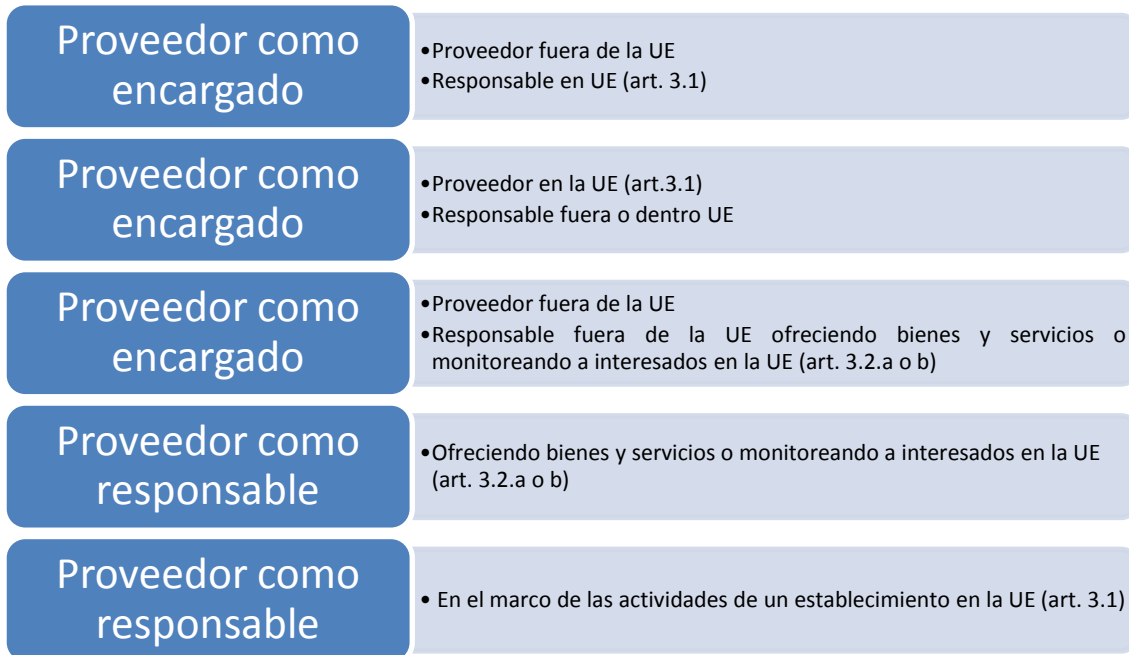 Proveedor como
encargado
•Proveedor fuera de la UE
•Responsable en UE (art. 3.1)
Proveedor como
encargado
•Proveedor en la UE (art.3.1)
•Responsable fuera o dentro UE
Proveedor como
encargado
•Proveedor fuera de la UE
•Responsable fuera de la UE ofreciendo bienes y servicios o
monitoreando a interesados en la UE (art. 3.2.a o b)
Proveedor como
responsable
•Ofreciendo bienes y servicios o monitoreando a interesados en la UE
(art. 3.2.a o b)
Proveedor como
responsable
• En el marco de las actividades de un establecimiento en la UE (art. 3.1)